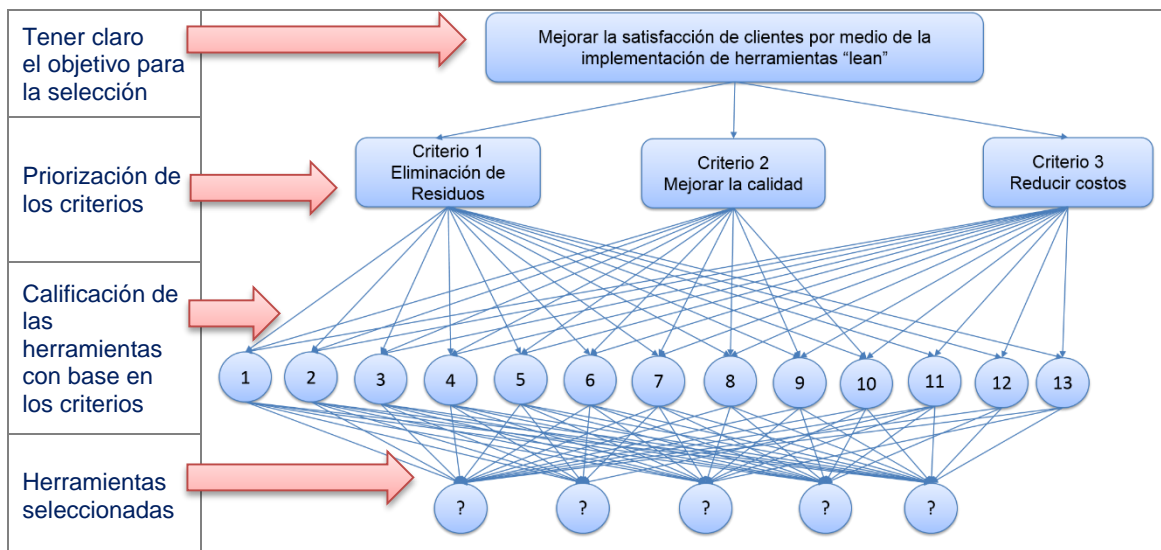 Tener claro
el objetivo para
la selección
Mejorar la satisfacción de clientes por medio de la
implementación de herramientas “lean”
Priorización de
los criterios
Criterio 1
Eliminación de
Residuos
Criterio 2
Mejorar la calidad
Criterio 3
Reducir costos
Calificación de
las
herramientas
con base en
los criterios
1 2 3 4 5 6 7 8 9 10 11 12 13
Herramientas
seleccionadas
? ? ? ? ?